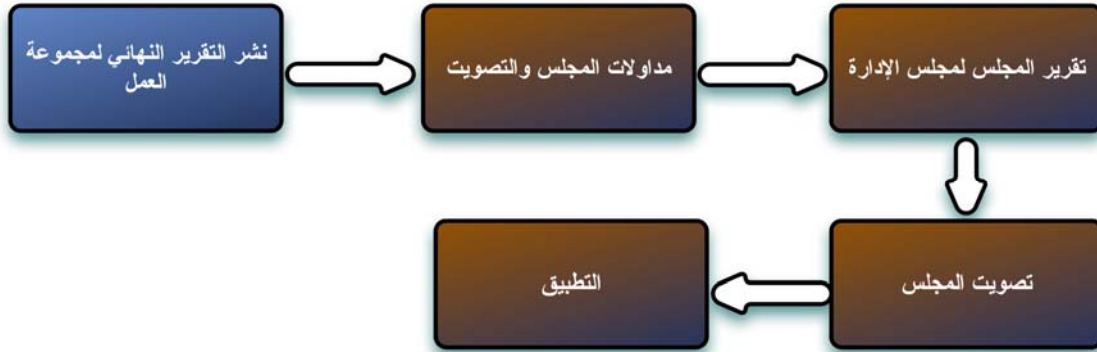 نشر التقرير النهائي لمجموعة
العمل
مداولات المجلس والتصويت
تقرير المجلس لمجلس الإدارة
تصويت المجلس
التطبيق